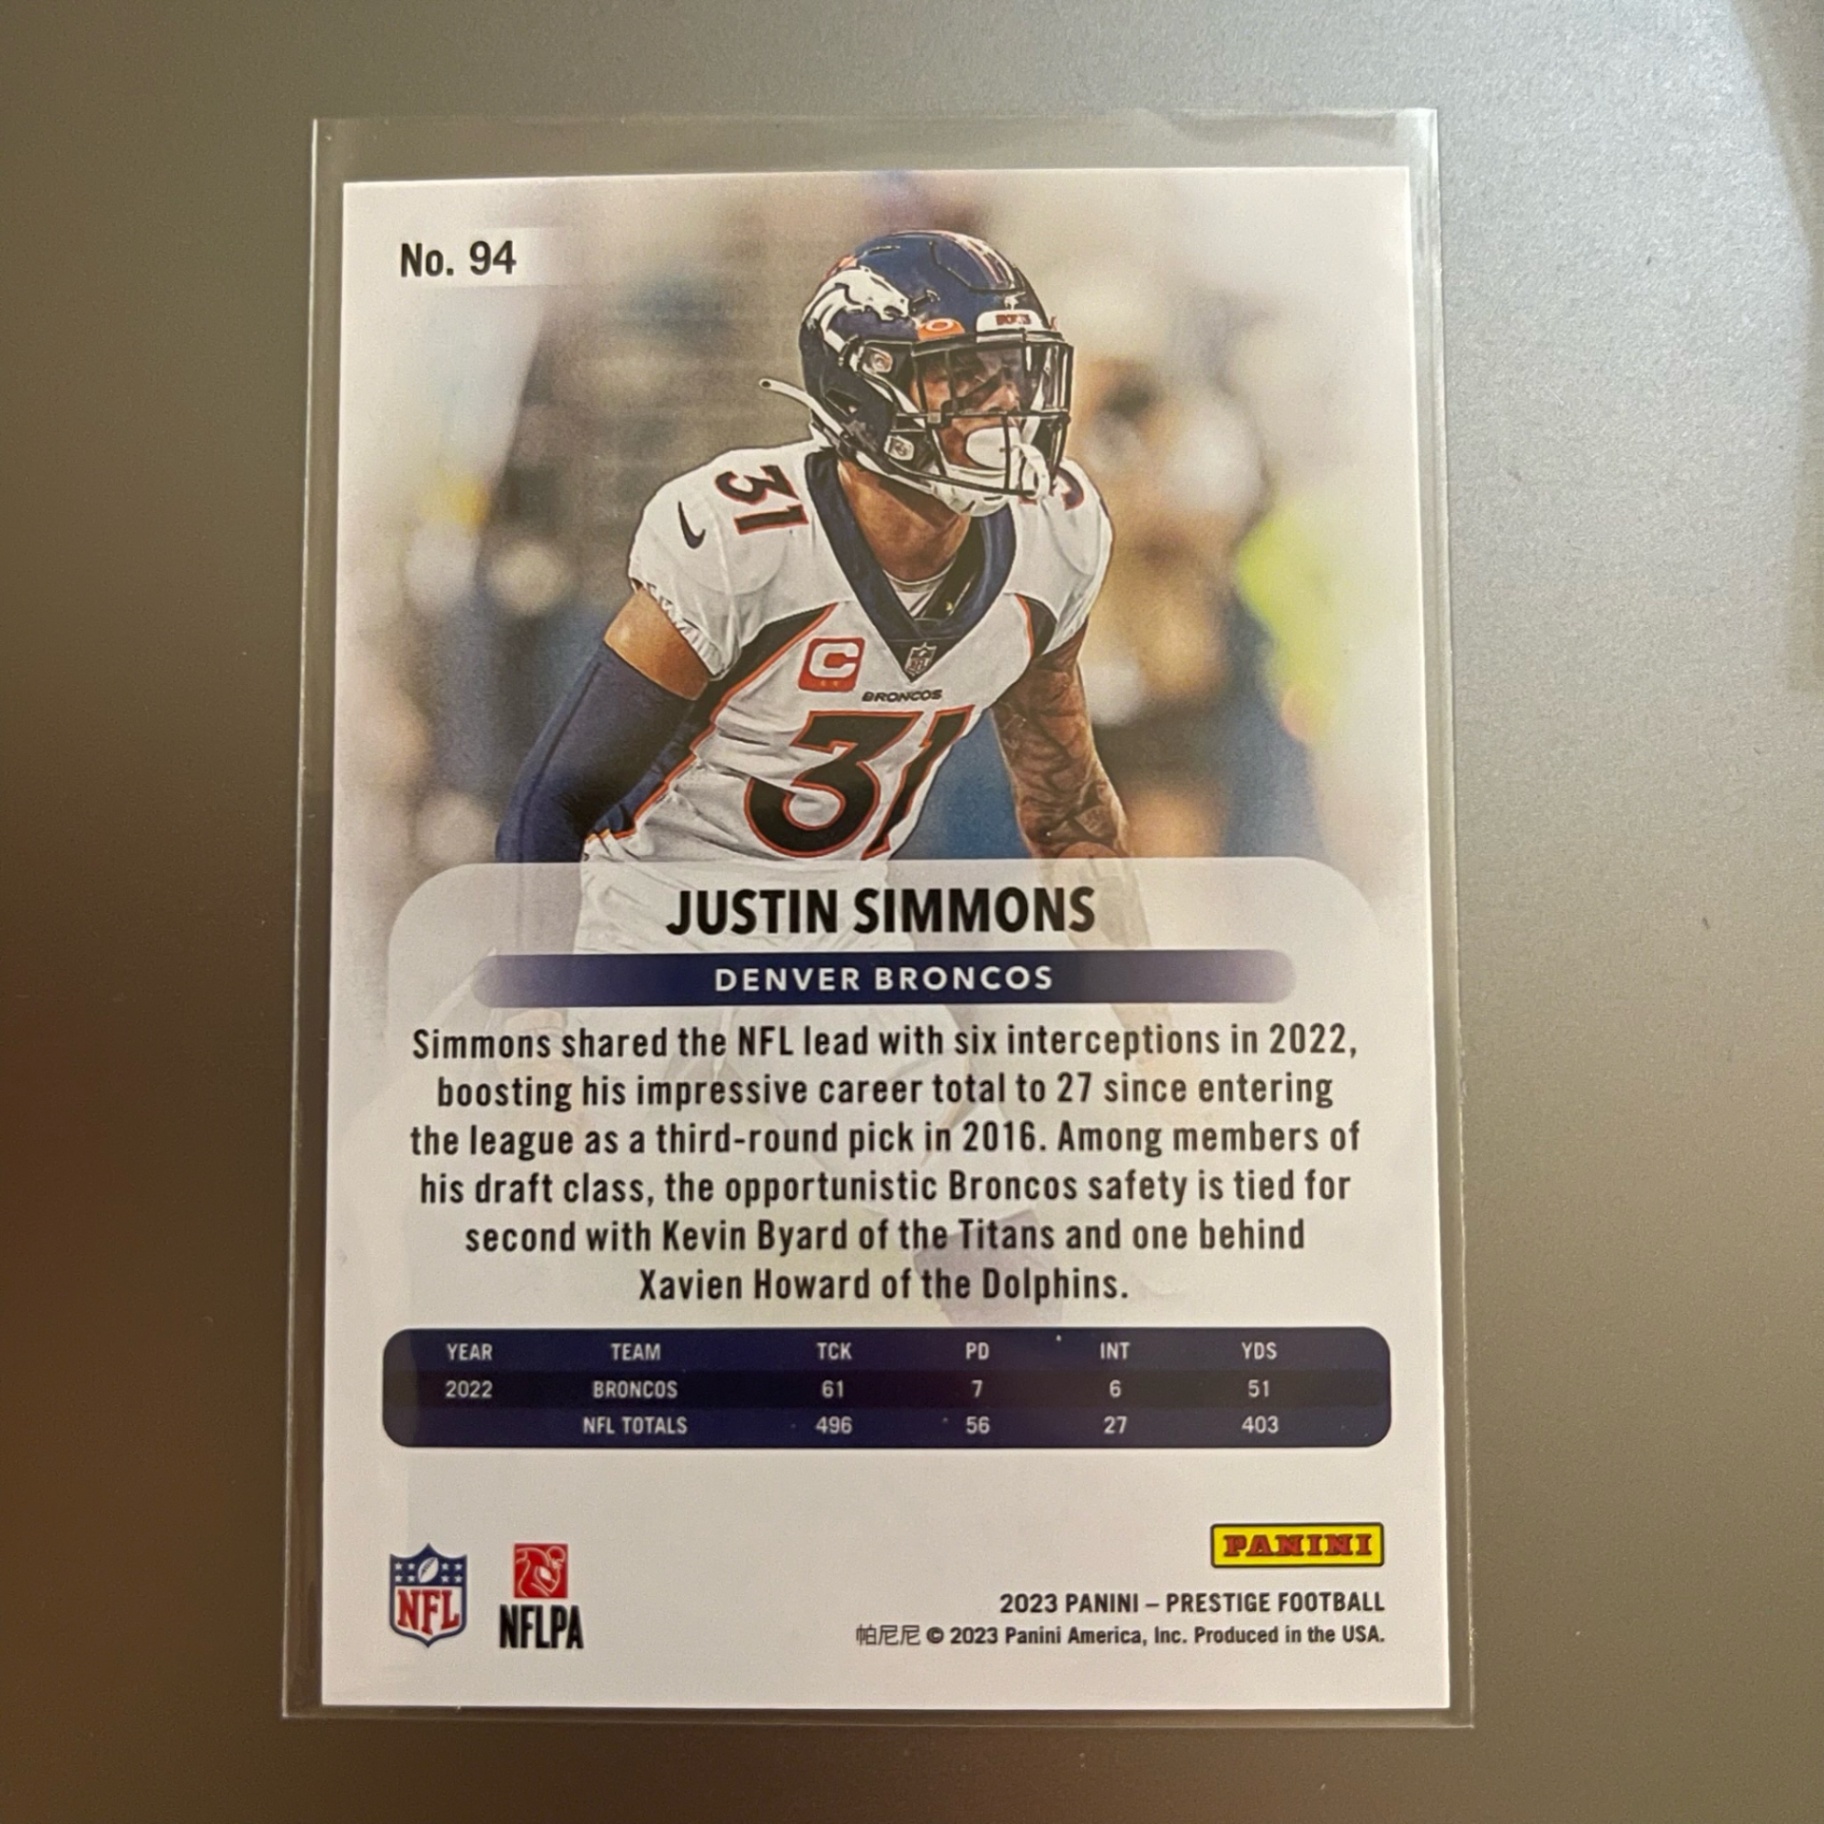 No. 94
31
C
NFL
BRONCOS
31
JUSTIN SIMMONS
DENVER BRONCOS
Simmons shared the NFL lead with six interceptions in 2022,
boosting his impressive career total to 27 since entering
the league as a third-round pick in 2016. Among members of
his draft class, the opportunistic Broncos safety is tied for
second with Kevin Byard of the Titans and one behind
Xavien Howard of the Dolphins.
YEAR TEAM TCK PD INT YDS
2022 BRONCOS 61 7 6 51
NFL TOTALS 496 56 27 403
PANINI
NFL
NFLPA
2023 PANINI – PRESTIGE FOOTBALL
帕尼尼 © 2023 Panini America, Inc. Produced in the USA.